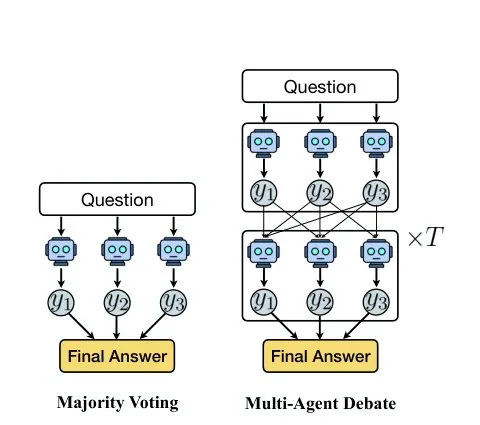 Question
y1 y2 y3
Final Answer
Majority Voting
Question
y1 y2 y3
×T
y1 y2 y3
Final Answer
Multi-Agent Debate